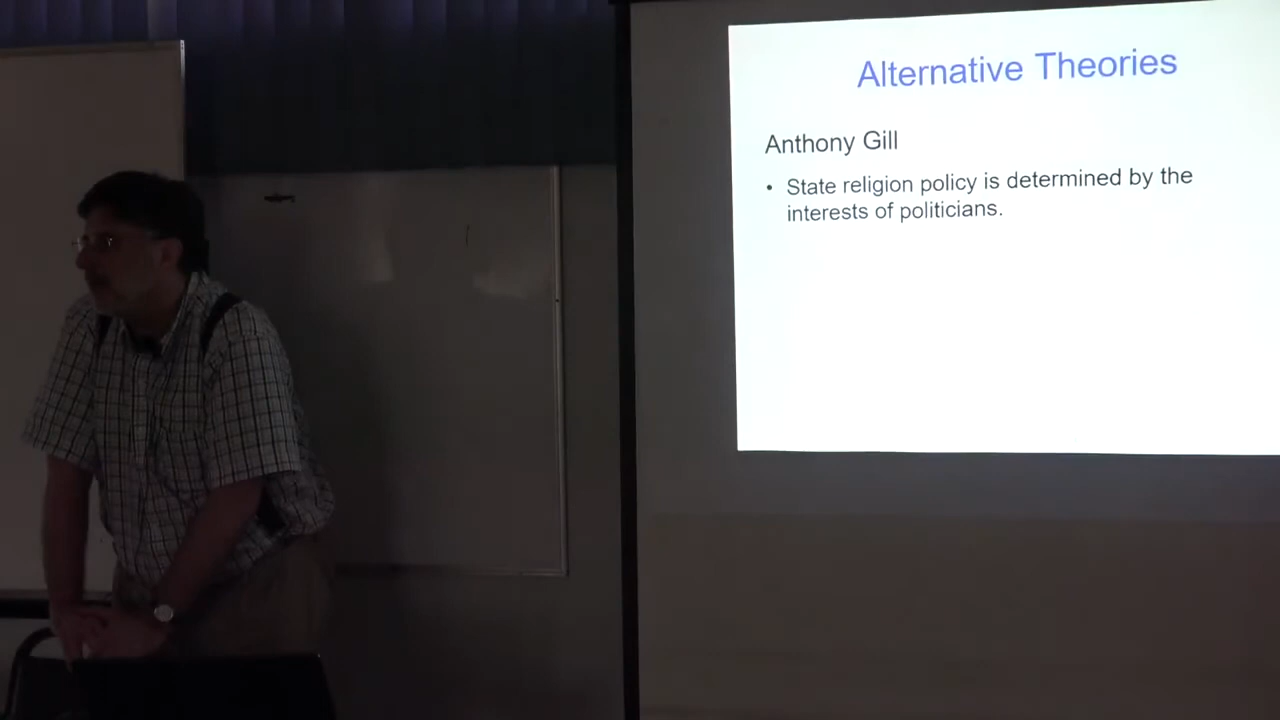 Alternative Theories
Anthony Gill
• State religion policy is determined by the
interests of politicians.